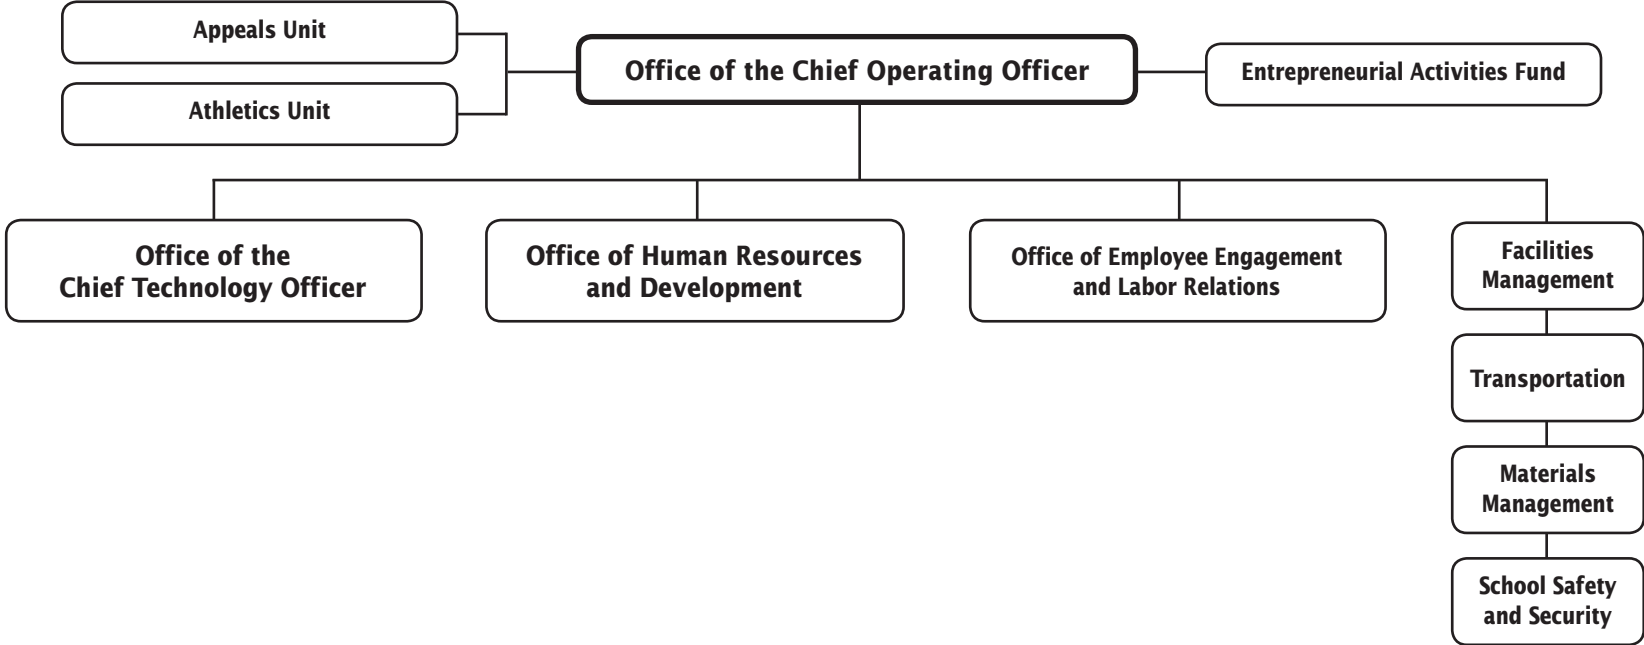 Appeals Unit
Athletics Unit
Office of the Chief Operating Officer
Entrepreneurial Activities Fund
Office of the
Chief Technology Officer
Office of Human Resources
and Development
Office of Employee Engagement
and Labor Relations
Facilities
Management
Transportation
Materials
Management
School Safety
and Security